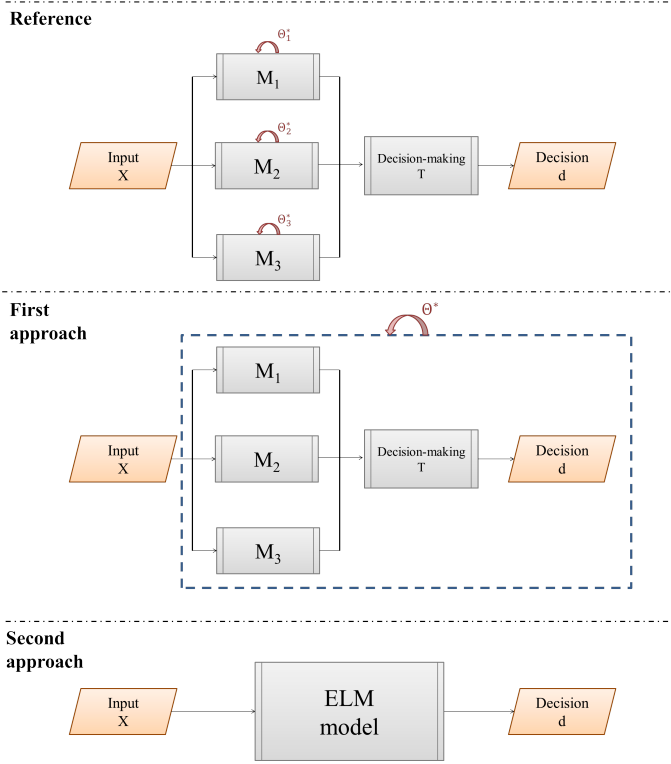 Reference
Θ*1
M1
Input
X
Θ*2
M2
Decision-making
T
Decision
d
Θ*3
M3
First
approach
Θ*
M1
Input
X
M2
Decision-making
T
Decision
d
M3
Second
approach
Input
X
ELM
model
Decision
d